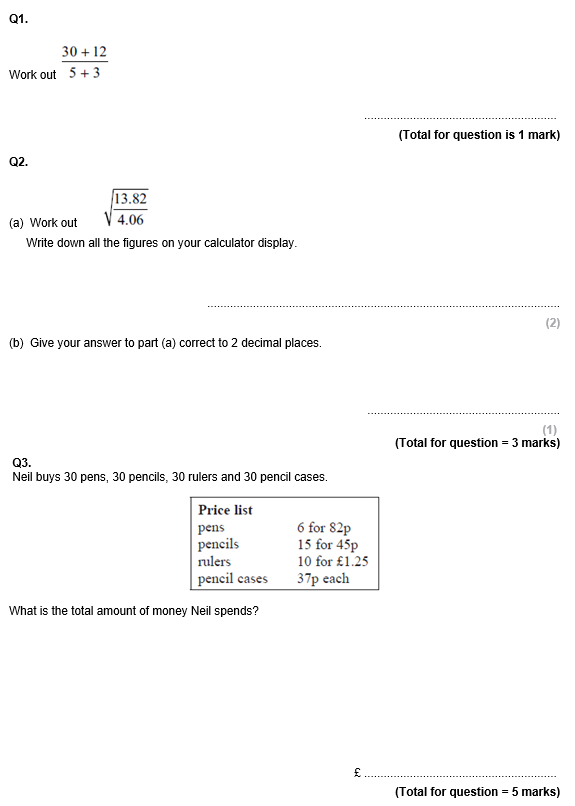 Q1.
30 + 12
Work out 5 + 3
(Total for question is 1 mark)
Q2.
13.82
(a) Work out √ 4.06
Write down all the figures on your calculator display.
(2)
(b) Give your answer to part (a) correct to 2 decimal places.
(1)
(Total for question = 3 marks)
Q3.
Neil buys 30 pens, 30 pencils, 30 rulers and 30 pencil cases.
Price list
pens 6 for 82p
pencils 15 for 45p
rulers 10 for £1.25
pencil cases 37p each
What is the total amount of money Neil spends?
£ ..............................................................
(Total for question = 5 marks)